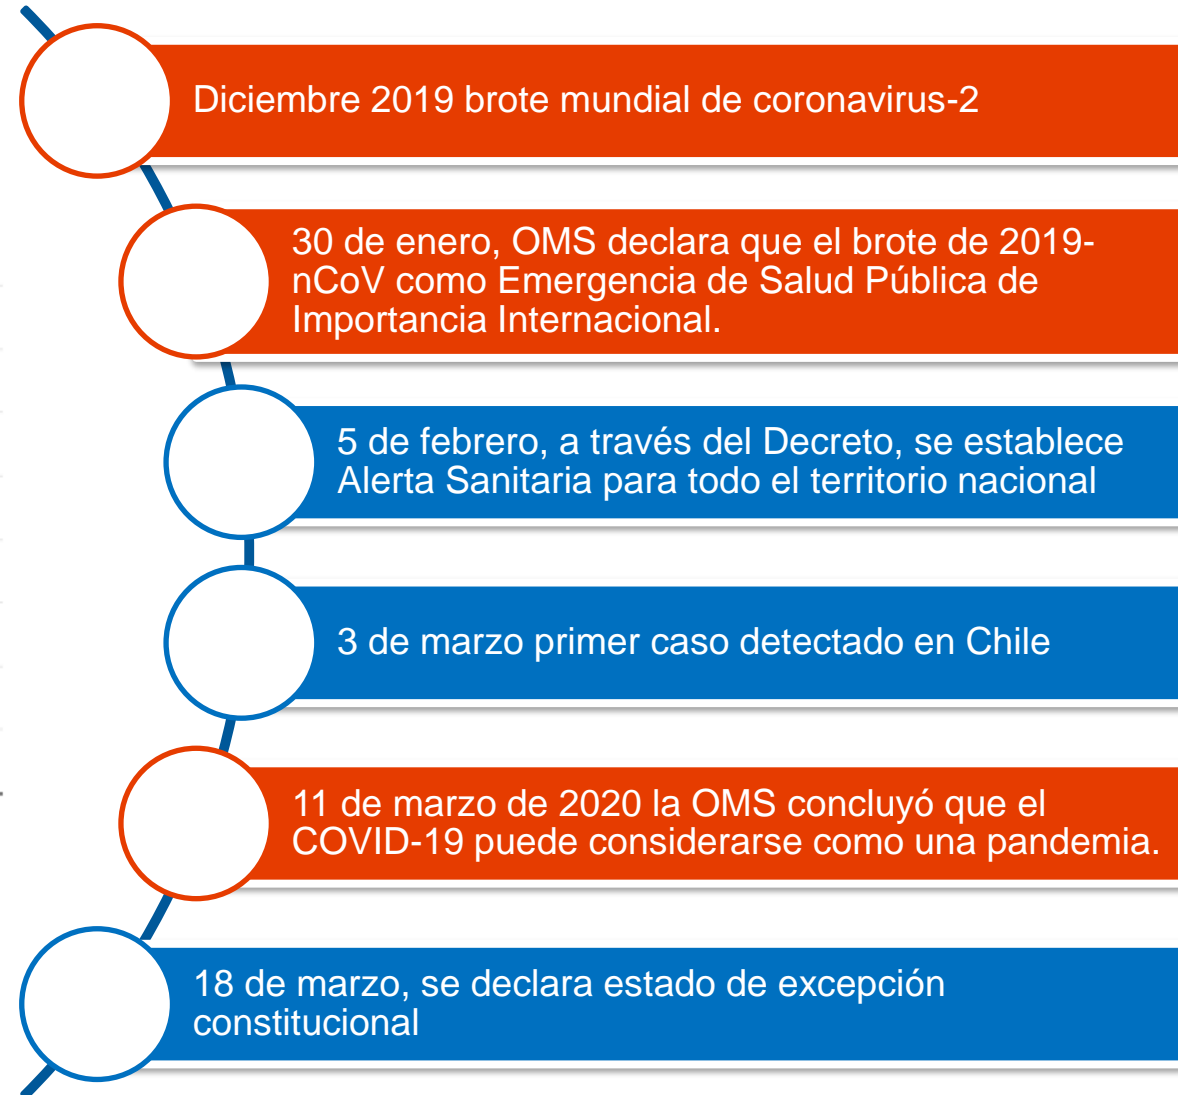 Diciembre 2019 brote mundial de coronavirus-2
30 de enero, OMS declara que el brote de 2019-
nCoV como Emergencia de Salud Pública de
Importancia Internacional.
5 de febrero, a través del Decreto, se establece
Alerta Sanitaria para todo el territorio nacional
3 de marzo primer caso detectado en Chile
11 de marzo de 2020 la OMS concluyó que el
COVID-19 puede considerarse como una pandemia.
18 de marzo, se declara estado de excepción
constitucional